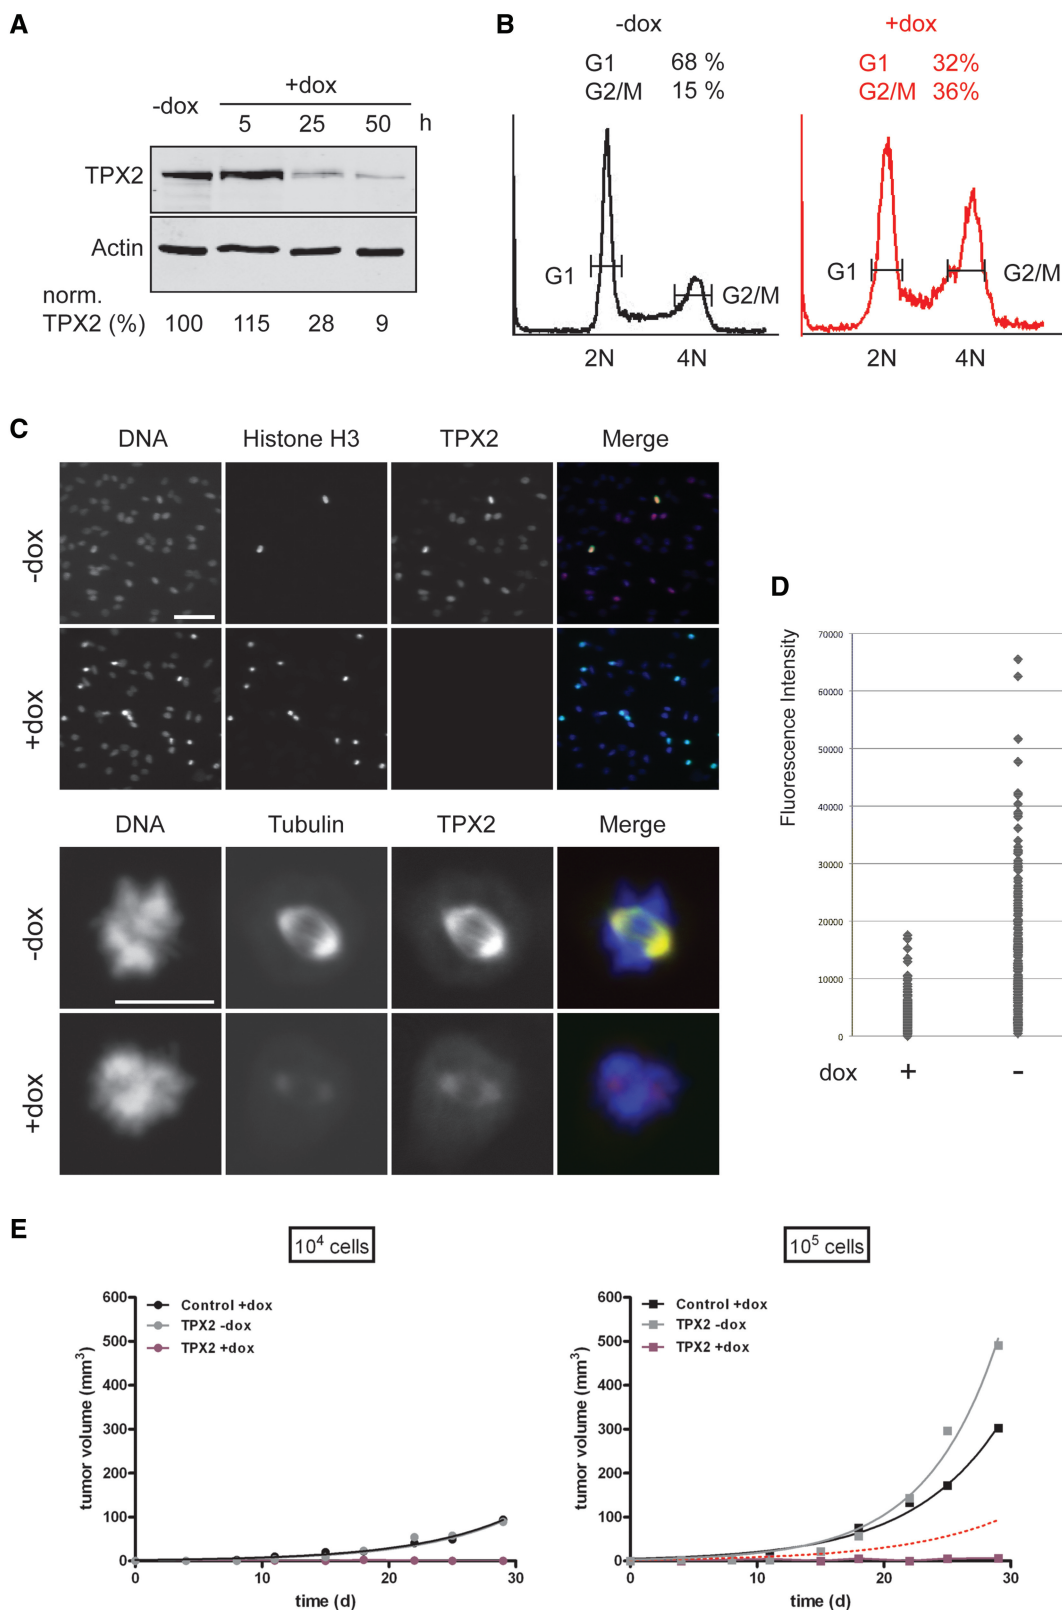 A
-dox
+dox
5 25 50 h
TPX2
Actin
norm.
TPX2 (%) 100 115 28 9
B
-dox
G1 68 %
G2/M 15 %
G1
G2/M
2N 4N
+dox
G1 32%
G2/M 36%
G1
G2/M
2N 4N
C
DNA Histone H3 TPX2 Merge
-dox
+dox
DNA Tubulin TPX2 Merge
-dox
+dox
D
Fluorescence Intensity
70000
60000
50000
40000
30000
20000
10000
0
dox + -
E
10⁴ cells
Control +dox
TPX2 -dox
TPX2 +dox
tumor volume (mm³)
600
500
400
300
200
100
0
0 10 20 30
time (d)
10⁵ cells
Control +dox
TPX2 -dox
TPX2 +dox
tumor volume (mm³)
600
500
400
300
200
100
0
0 10 20 30
time (d)